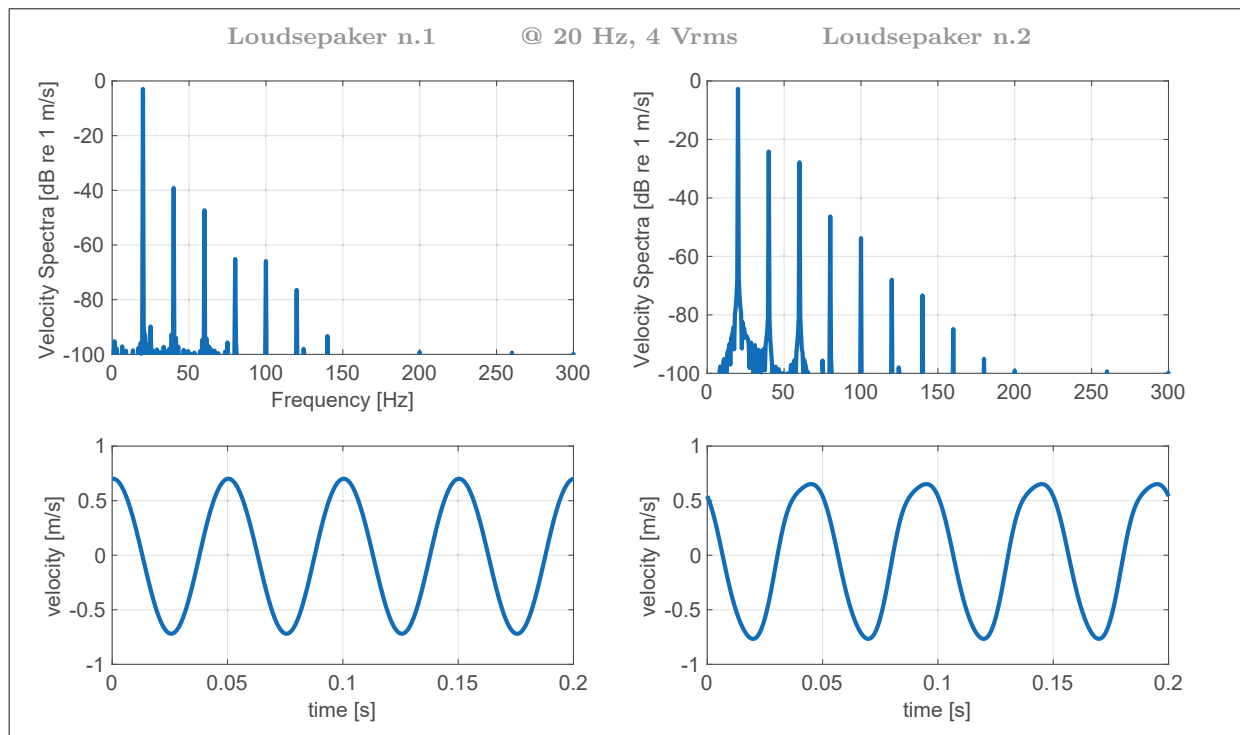 Loudsepaker n.1 @ 20 Hz, 4 Vrms Loudsepaker n.2
Velocity Spectra [dB re 1 m/s]
0
-20
-40
-60
-80
-100
0 50 100 150 200 250 300
Frequency [Hz]
Velocity Spectra [dB re 1 m/s]
0
-20
-40
-60
-80
-100
0 50 100 150 200 250 300
velocity [m/s]
1
0.5
0
-0.5
-1
0 0.05 0.1 0.15 0.2
time [s]
velocity [m/s]
1
0.5
0
-0.5
-1
0 0.05 0.1 0.15 0.2
time [s]